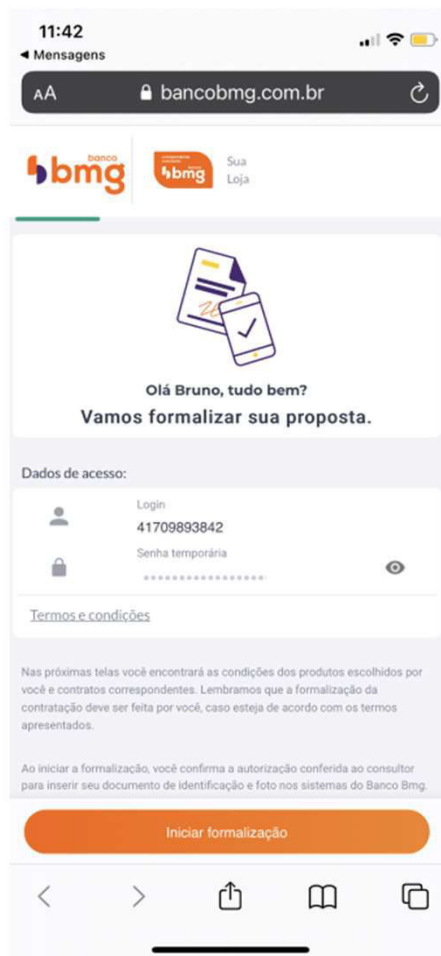 11:42
Mensagens
AA bancobmg.com.br
banco
bmg
bmg
Sua
Loja
Olá Bruno, tudo bem?
Vamos formalizar sua proposta.
Dados de acesso:
Login
41709893842
Senha temporária
Termos e condições
Nas próximas telas você encontrará as condições dos produtos escolhidos por
você e contratos correspondentes. Lembramos que a formalização da
contratação deve ser feita por você, caso esteja de acordo com os termos
apresentados.
Ao iniciar a formalização, você confirma a autorização conferida ao consultor
para inserir seu documento de identificação e foto nos sistemas do Banco Bmg.
Iniciar formalização